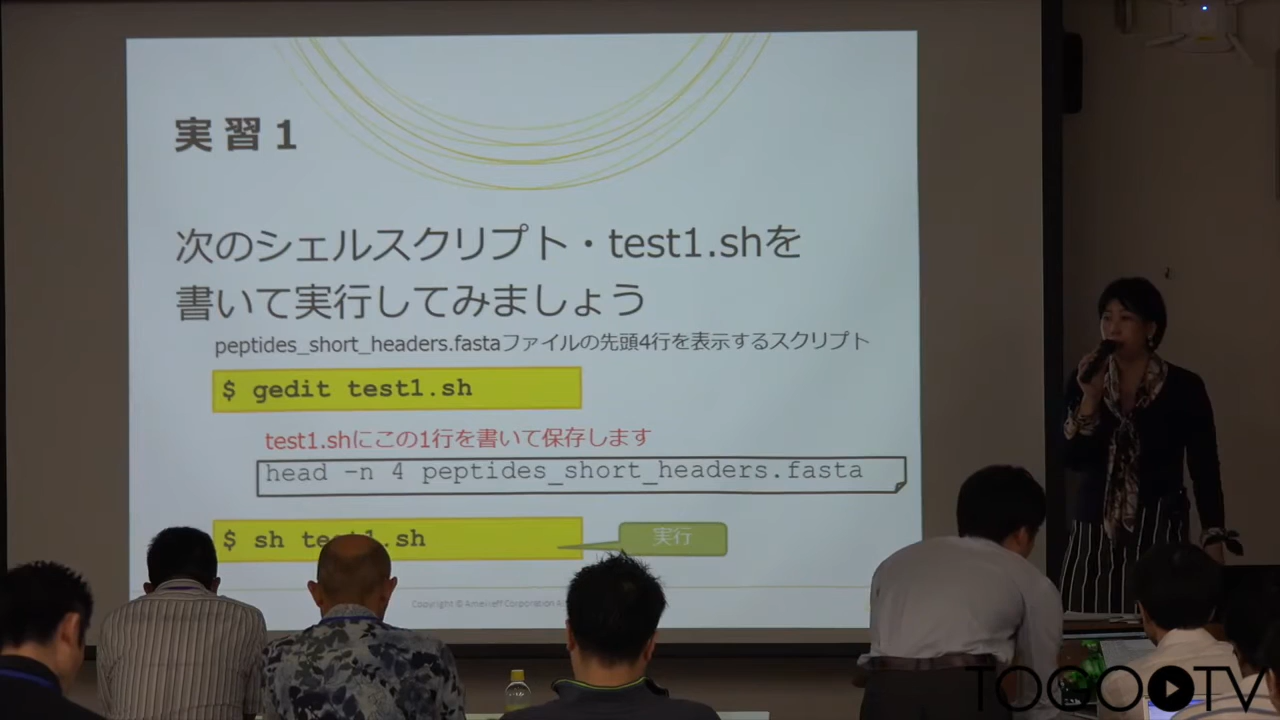 実習1
次のシェルスクリプト・test1.shを
書いて実行してみましょう
peptides_short_headers.fastaファイルの先頭4行を表示するスクリプト
$ gedit test1.sh
test1.shにこの1行を書いて保存します
head -n 4 peptides_short_headers.fasta
$ sh test1.sh
実行
Copyright © Amelieff Corporation
TOGOTV